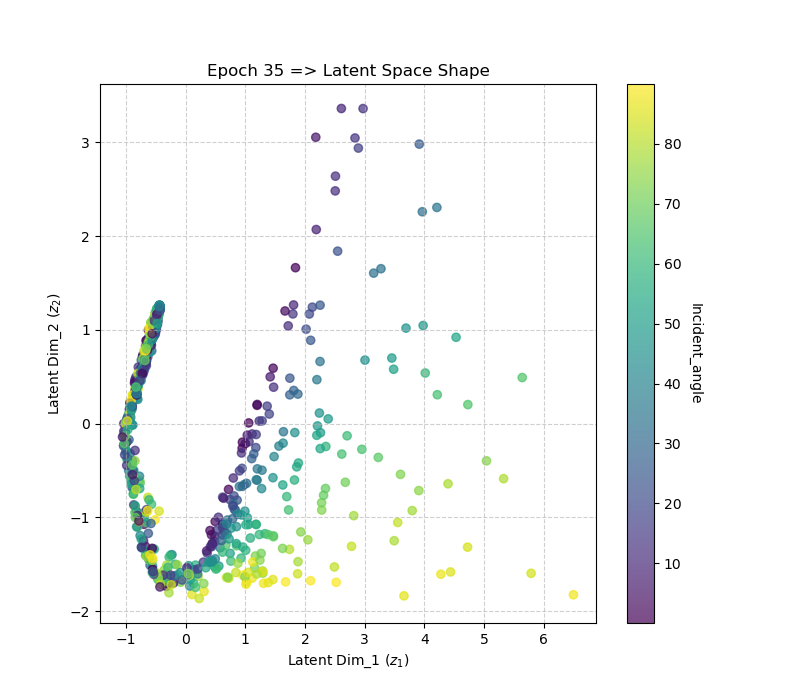 Epoch 35 => Latent Space Shape
3
2
1
0
−1
−2
Latent Dim_2 (z₂)
−1 0 1 2 3 4 5 6
Latent Dim_1 (z₁)
80
70
60
50
40
30
20
10
Incident_angle